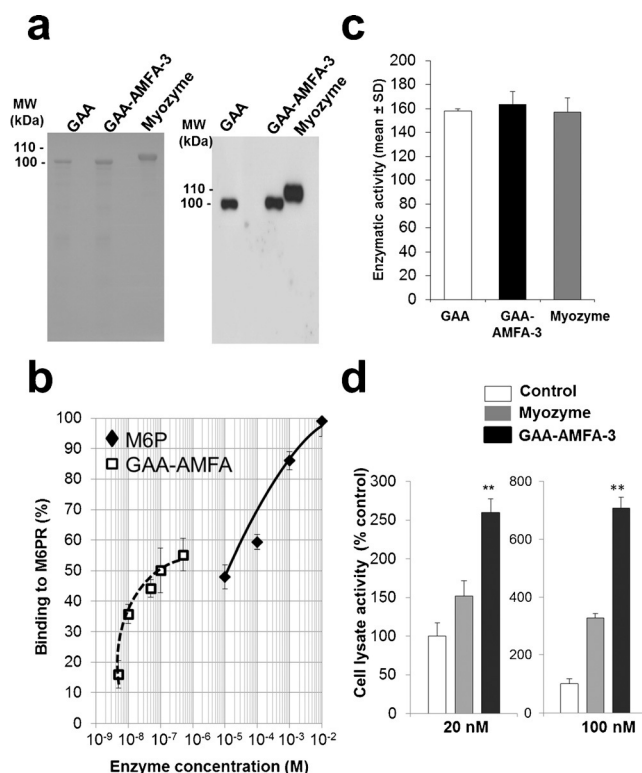 a
MW
(kDa)
GAA
GAA-AMFA-3
Myozyme
110 -
100 -
MW
(kDa)
GAA
GAA-AMFA-3
Myozyme
110 -
100 -
c
Enzymatic activity (mean ± SD)
200
180
160
140
120
100
80
60
40
20
0
GAA
GAA-
AMFA-3
Myozyme
b
Binding to M6PR (%)
100
90
80
70
60
50
40
30
20
10
0
M6P
GAA-AMFA
10-9 10-8 10-7 10-6 10-5 10-4 10-3 10-2
Enzyme concentration (M)
d
Control
Myozyme
GAA-AMFA-3
Cell lysate activity (% control)
300
250
200
150
100
50
0
**
20 nM
800
600
400
200
0
**
100 nM